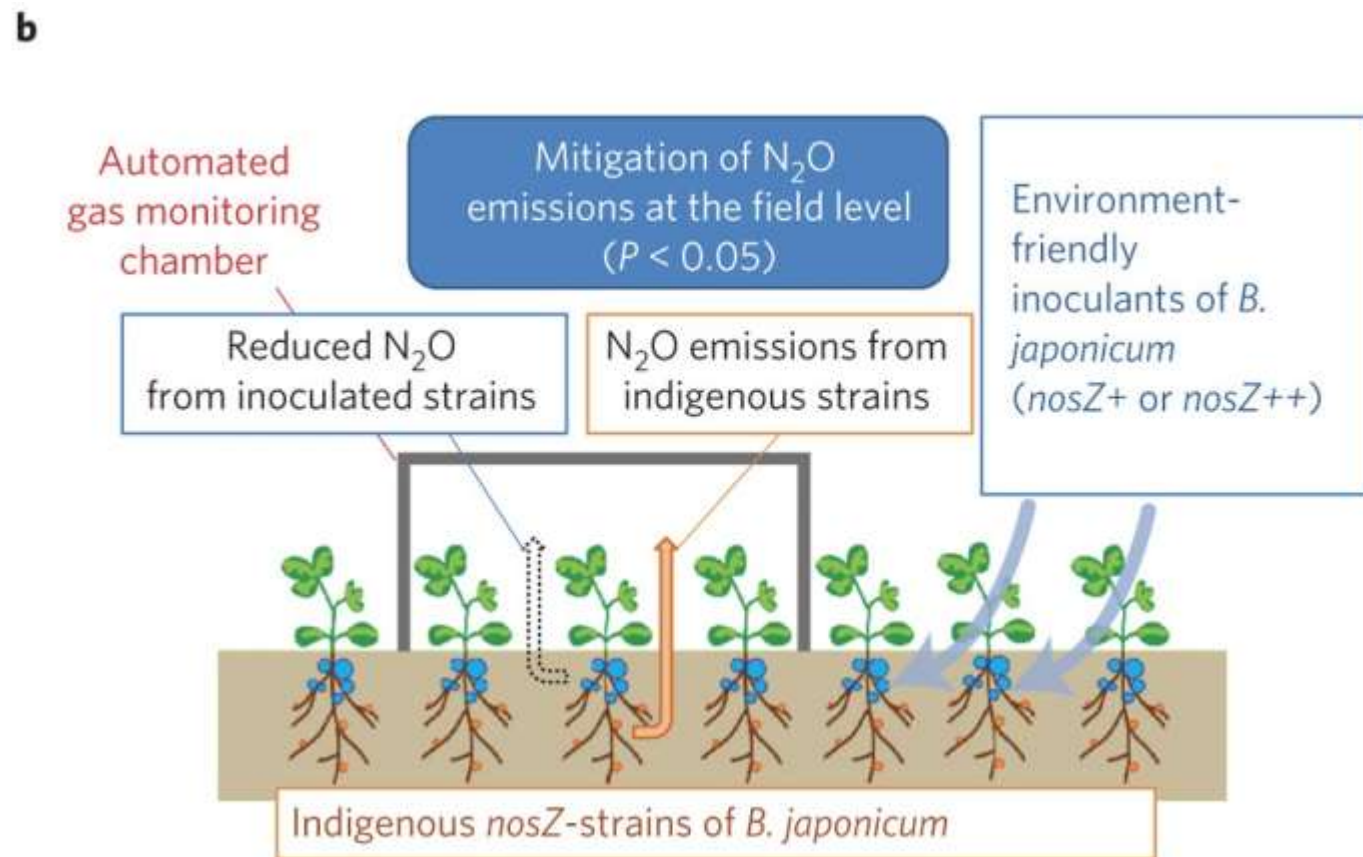 b
Automated
gas monitoring
chamber
Mitigation of N₂O
emissions at the field level
(P < 0.05)
Environment-
friendly
inoculants of B.
japonicum
(nosZ+ or nosZ++)
Reduced N₂O
from inoculated strains
N₂O emissions from
indigenous strains
Indigenous nosZ-strains of B. japonicum